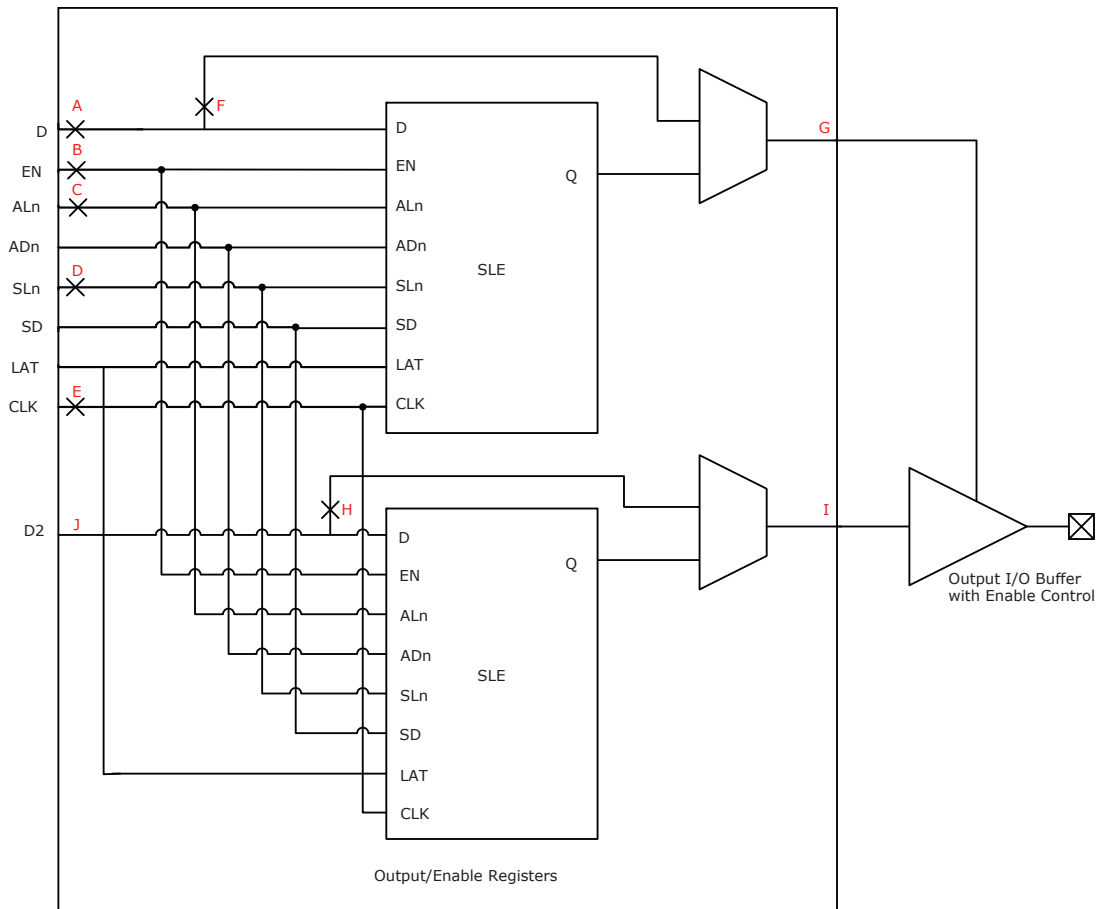 A
F
D
D
G
B
EN
EN
Q
C
ALn
ALn
ADn
ADn
D
SLn
SLn
SLE
SD
SD
LAT
LAT
E
CLK
CLK
H
I
J
D2
D
Q
EN
Output I/O Buffer
with Enable Control
ALn
ADn
SLE
SLn
SD
LAT
CLK
Output/Enable Registers